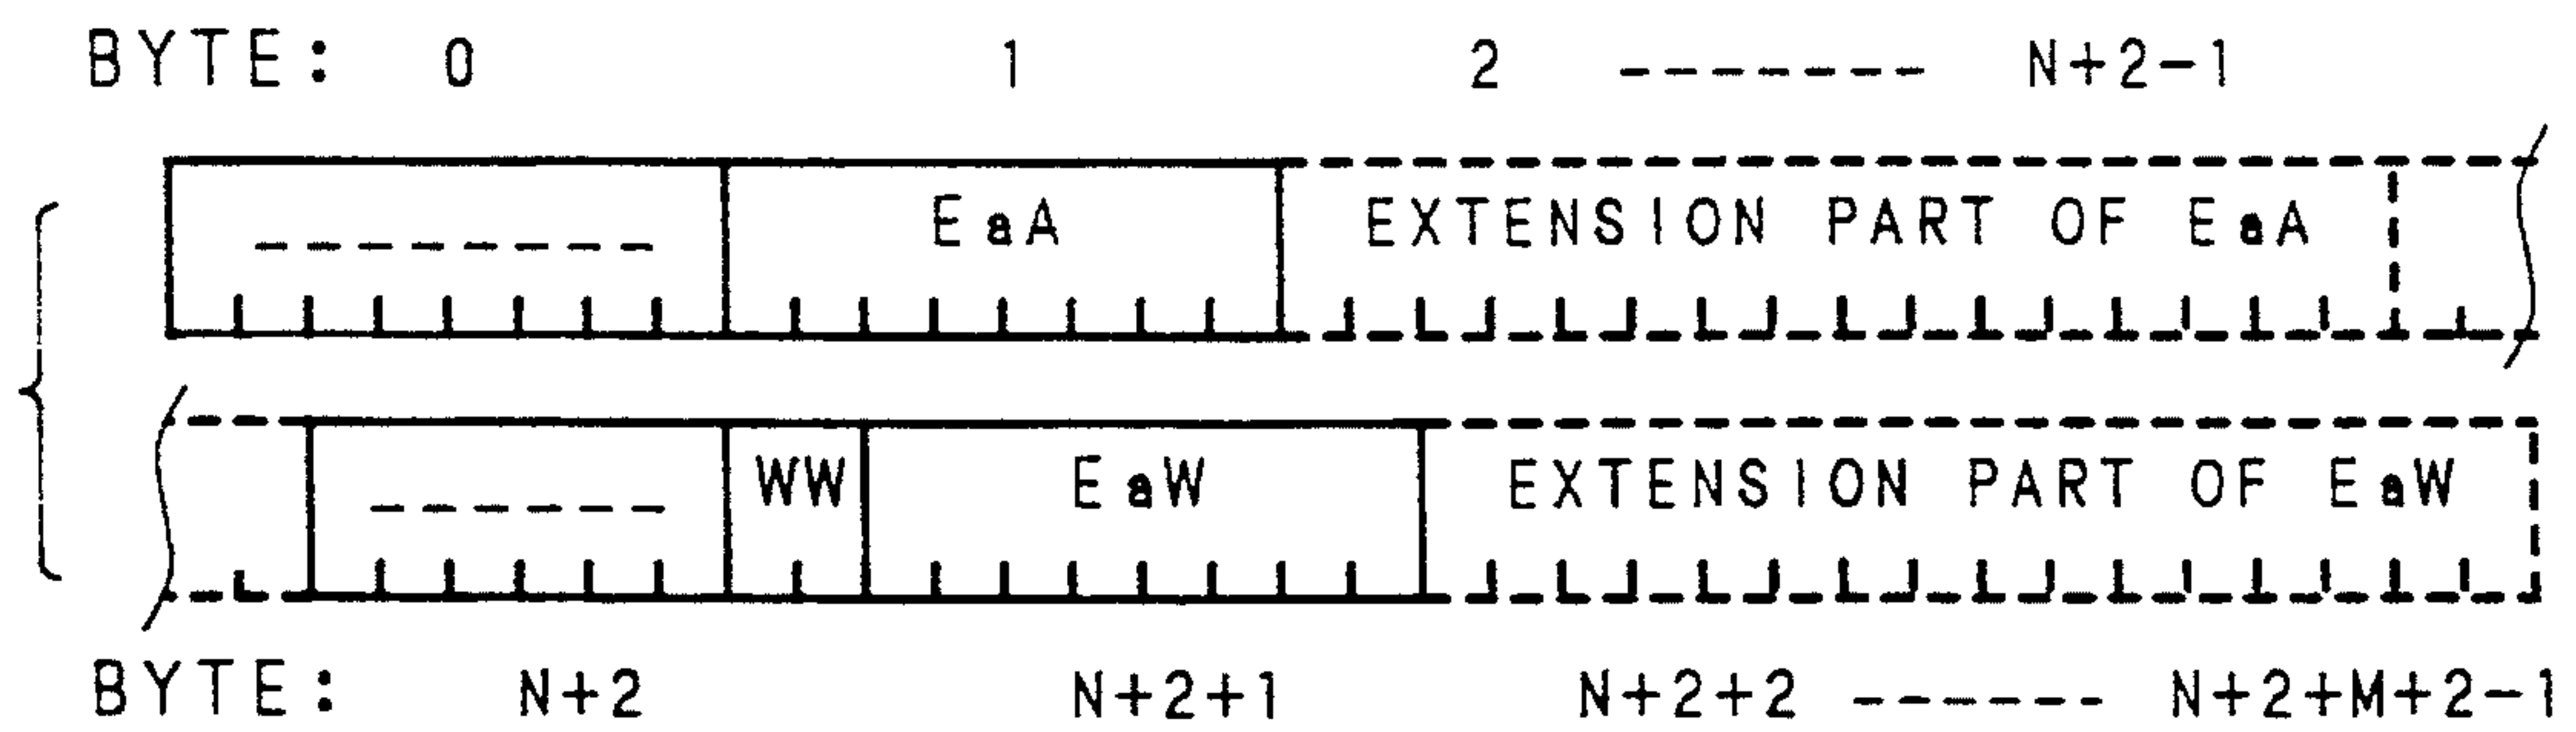 BYTE: 0 1 2 ------- N+2-1
-------- EaA EXTENSION PART OF EaA
------ WW EaW EXTENSION PART OF EaW
BYTE: N+2 N+2+1 N+2+2 ------ N+2+M+2-1